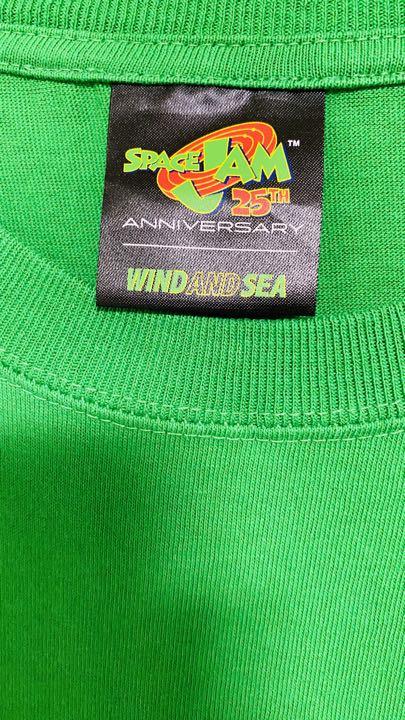 SPACE JAM™
25TH
ANNIVERSARY
WIND AND SEA